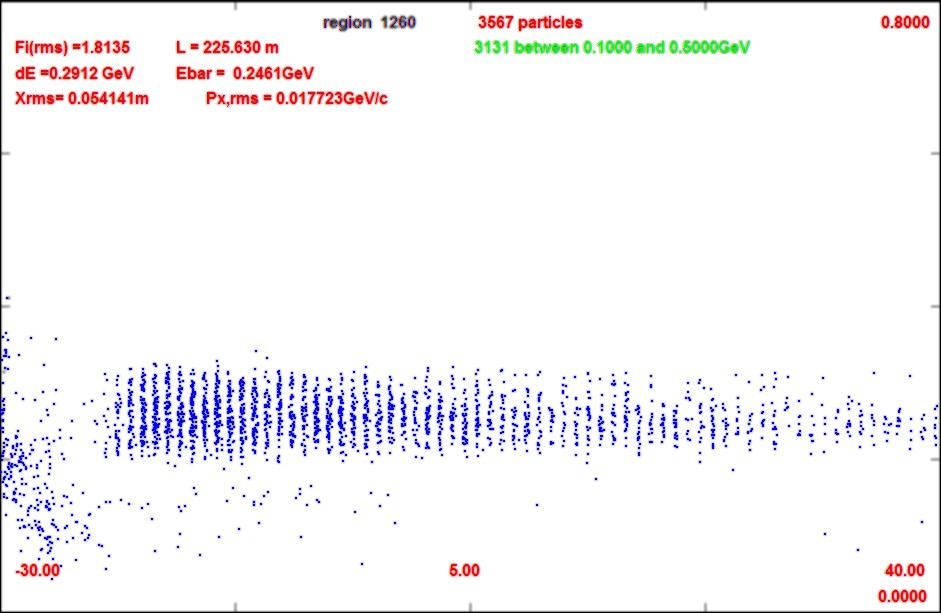 region 1260 3567 particles 0.8000
Fi(rms) =1.8135 L = 225.630 m 3131 between 0.1000 and 0.5000GeV
dE =0.2912 GeV Ebar = 0.2461GeV
Xrms= 0.054141m Px,rms = 0.017723GeV/c
-30.00 5.00 40.00
0.0000